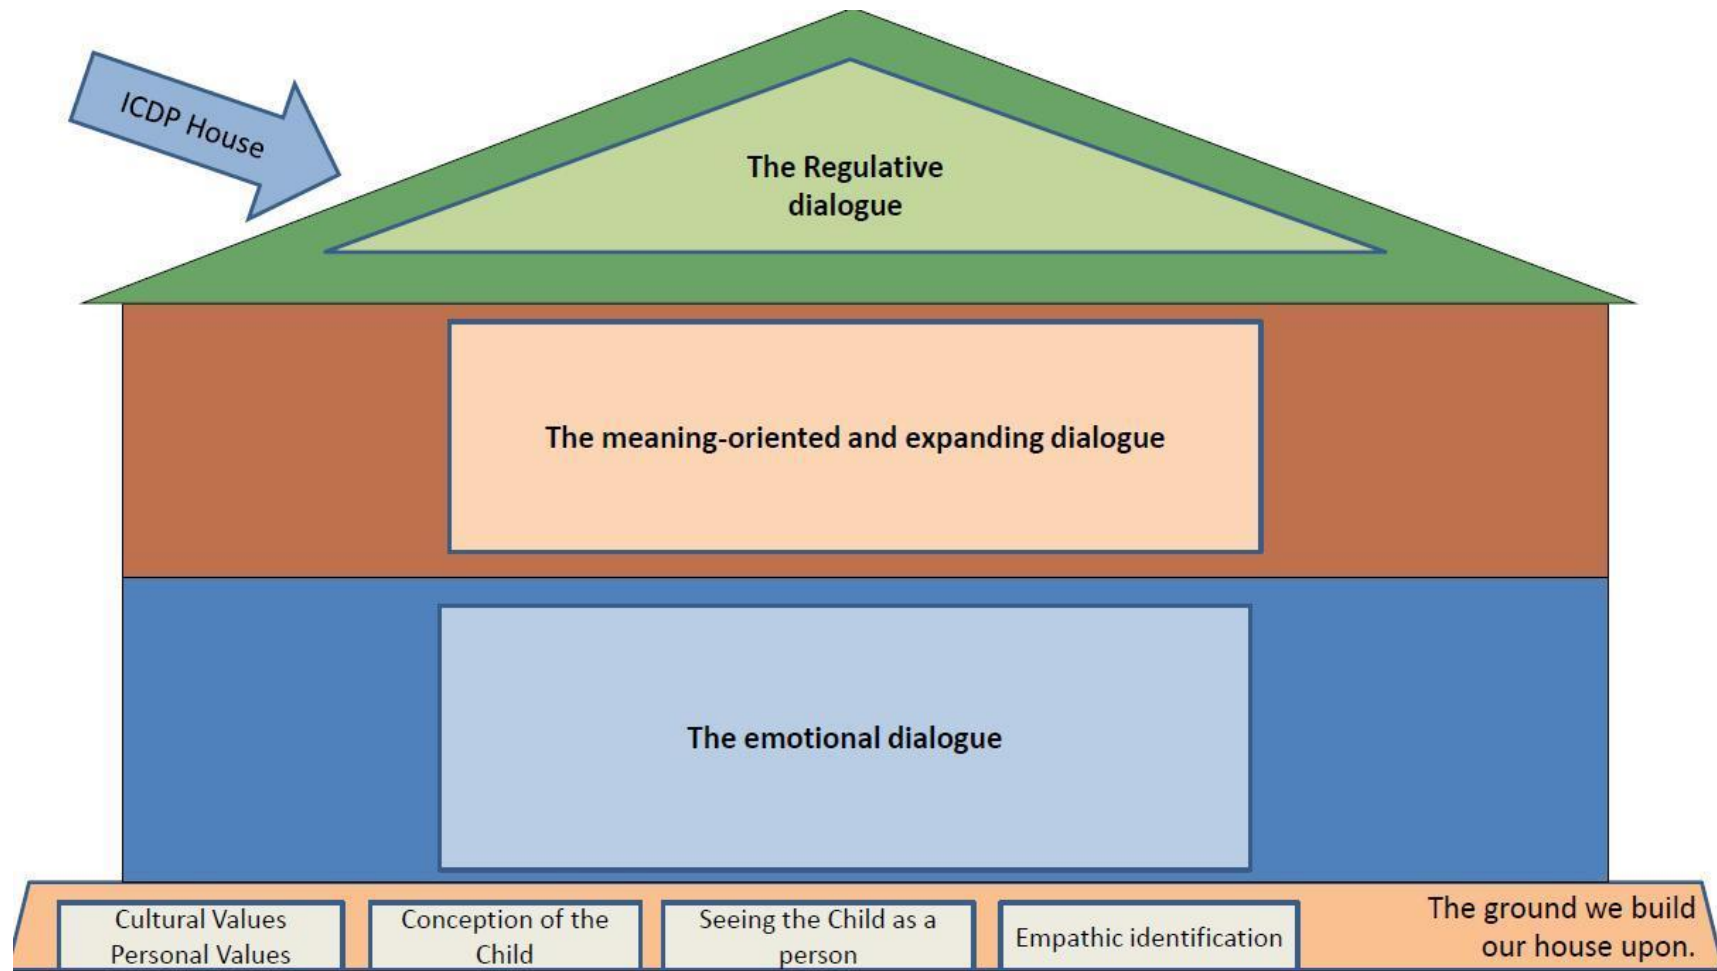 ICDP House
The Regulative
dialogue
The meaning-oriented and expanding dialogue
The emotional dialogue
Cultural Values
Personal Values
Conception of the
Child
Seeing the Child as a
person
Empathic identification
The ground we build
our house upon.